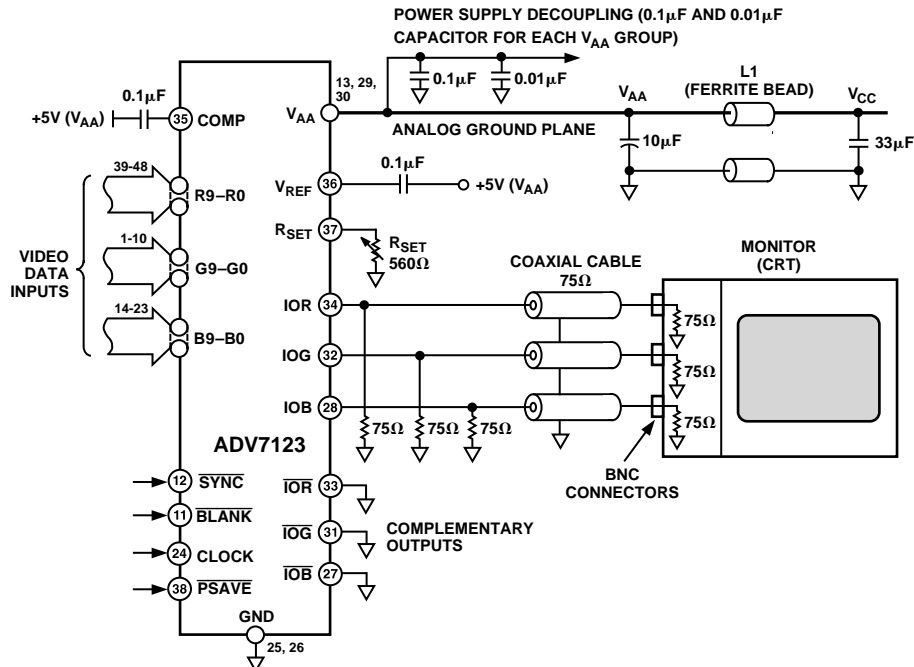 POWER SUPPLY DECOUPLING (0.1μF AND 0.01μF
CAPACITOR FOR EACH VAA GROUP)
0.1μF
0.01μF
L1
(FERRITE BEAD)
VAA
VCC
13, 29,
30
VAA
ANALOG GROUND PLANE
10μF
33μF
0.1μF
+5V (VAA)
35
COMP
0.1μF
VREF
36
+5V (VAA)
39-48
R9–R0
RSET
37
RSET
560Ω
VIDEO
DATA
INPUTS
1-10
G9–G0
14-23
B9–B0
COAXIAL CABLE
75Ω
MONITOR
(CRT)
IOR
34
75Ω
IOG
32
75Ω
IOB
28
75Ω
75Ω
75Ω
75Ω
ADV7123
BNC
CONNECTORS
12
SYNC
IOR
33
11
BLANK
IOG
31
COMPLEMENTARY
OUTPUTS
24
CLOCK
IOB
27
38
PSAVE
GND
25, 26